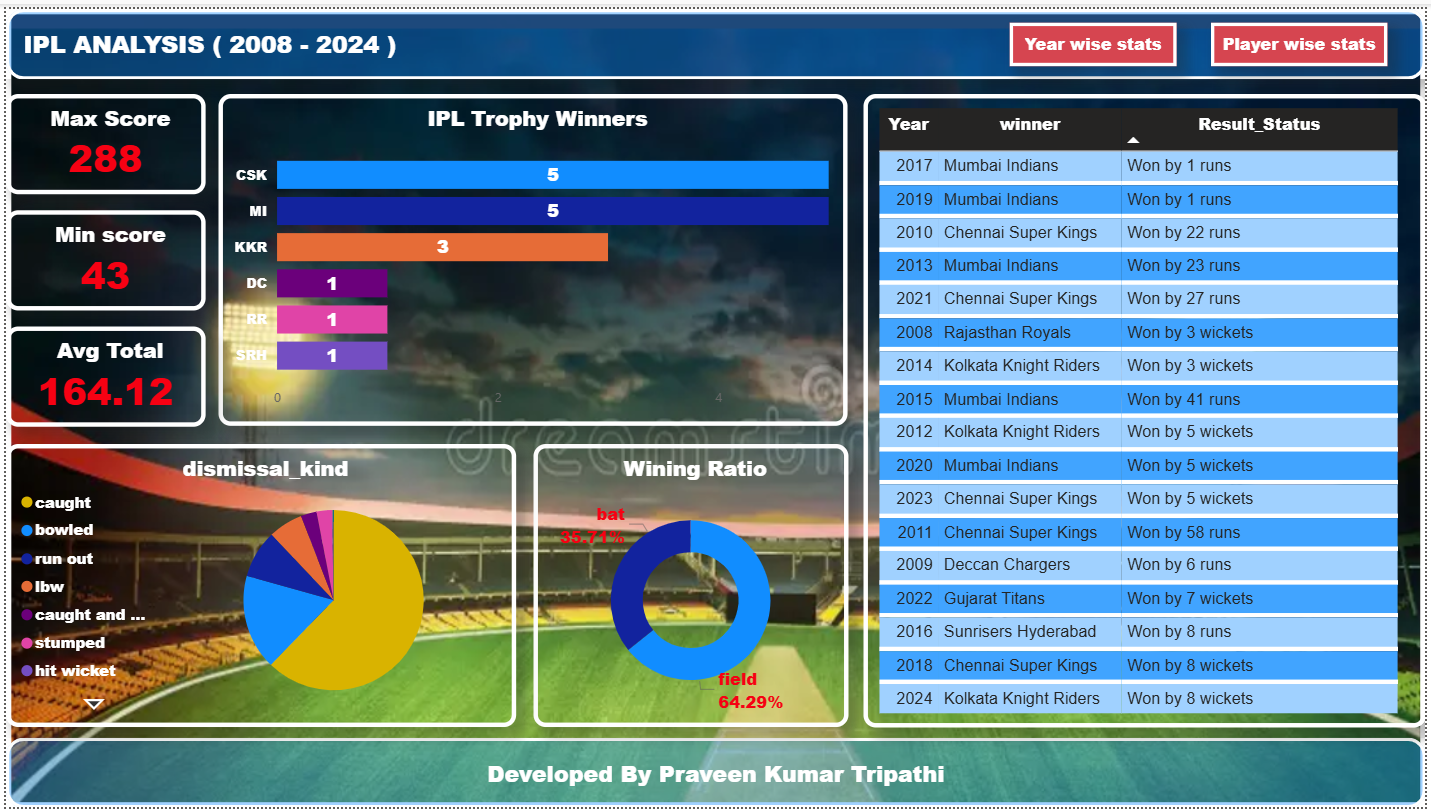 IPL ANALYSIS ( 2008 - 2024 )
Year wise stats
Player wise stats
Max Score
288
Min score
43
Avg Total
164.12
IPL Trophy Winners
CSK 5
MI 5
KKR 3
DC 1
RR 1
SRH 1
0 2 4
dreamstim
dismissal_kind
caught
bowled
run out
lbw
caught and ...
stumped
hit wicket
Wining Ratio
bat
35.71%
field
64.29%
Year winner Result_Status
2017 Mumbai Indians Won by 1 runs
2019 Mumbai Indians Won by 1 runs
2010 Chennai Super Kings Won by 22 runs
2013 Mumbai Indians Won by 23 runs
2021 Chennai Super Kings Won by 27 runs
2008 Rajasthan Royals Won by 3 wickets
2014 Kolkata Knight Riders Won by 3 wickets
2015 Mumbai Indians Won by 41 runs
2012 Kolkata Knight Riders Won by 5 wickets
2020 Mumbai Indians Won by 5 wickets
2023 Chennai Super Kings Won by 5 wickets
2011 Chennai Super Kings Won by 58 runs
2009 Deccan Chargers Won by 6 runs
2022 Gujarat Titans Won by 7 wickets
2016 Sunrisers Hyderabad Won by 8 runs
2018 Chennai Super Kings Won by 8 wickets
2024 Kolkata Knight Riders Won by 8 wickets
Developed By Praveen Kumar Tripathi